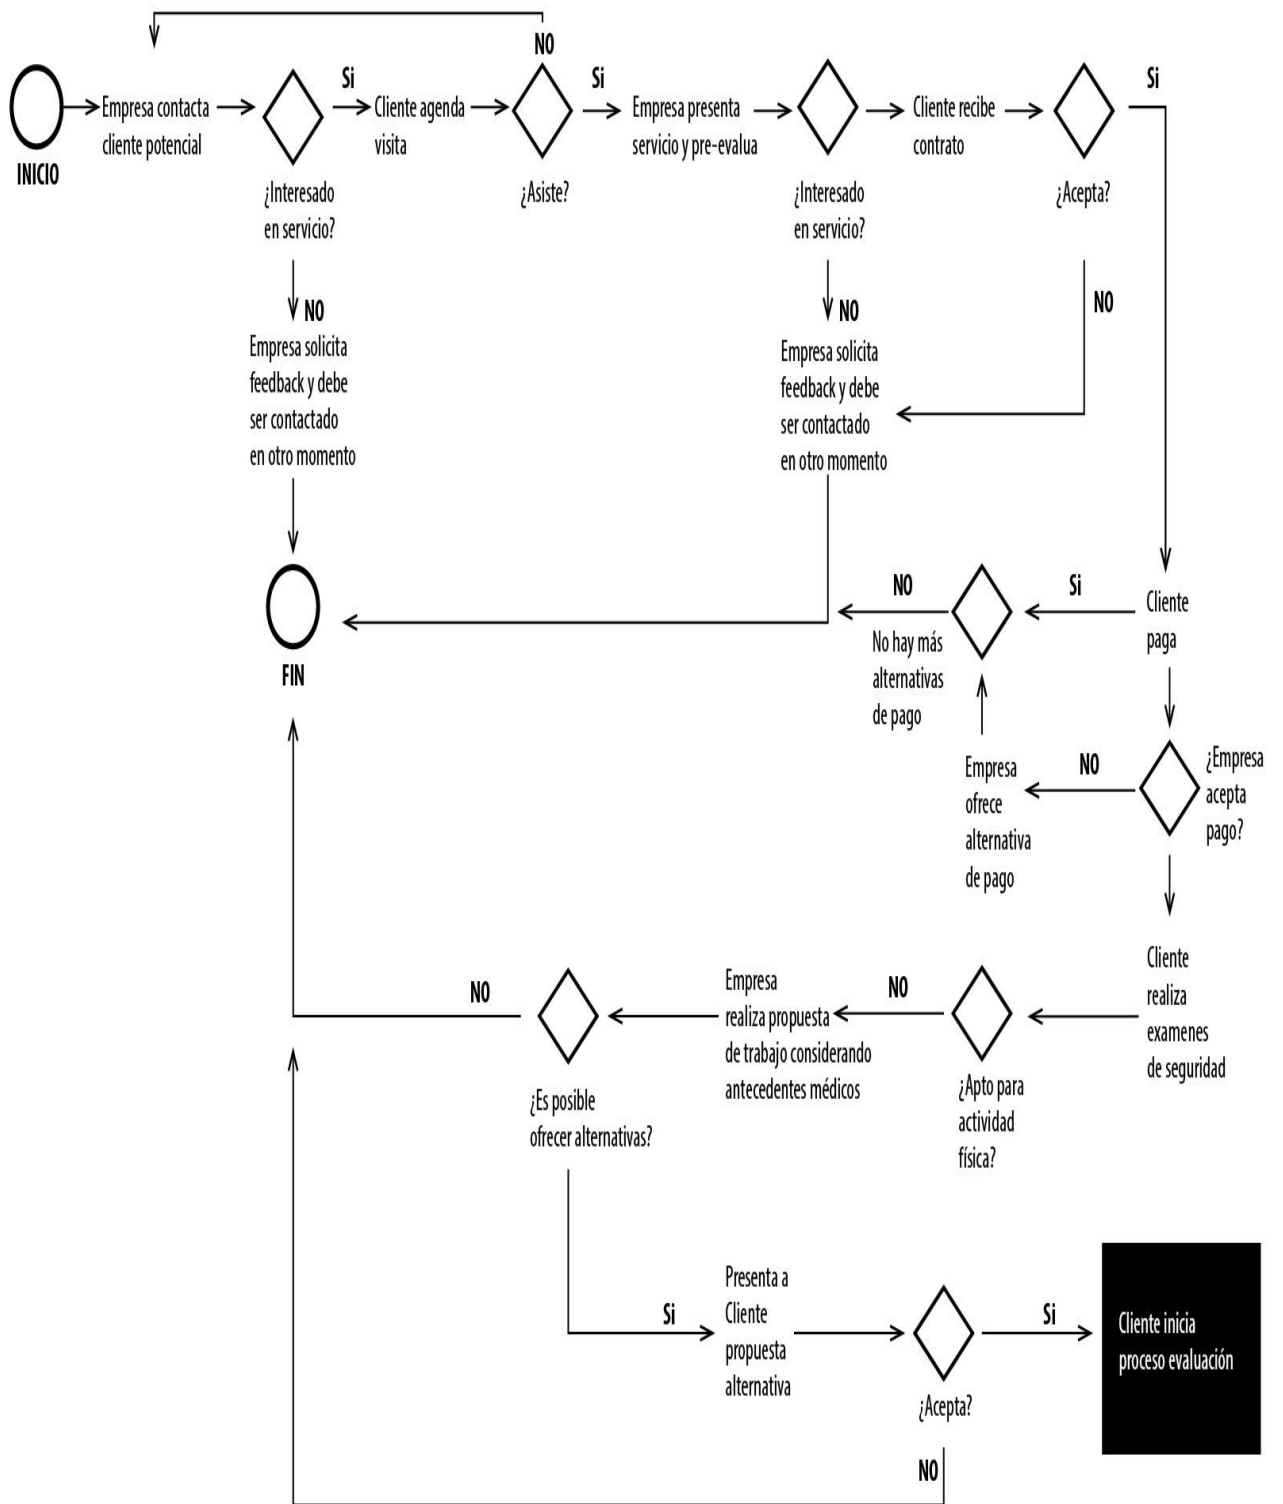 NO
Si
Si
Si
INICIO
Empresa contacta
cliente potencial
¿Interesado
en servicio?
Cliente agenda
visita
¿Asiste?
Empresa presenta
servicio y pre-evalua
¿Interesado
en servicio?
Cliente recibe
contrato
¿Acepta?
NO
Empresa solicita
feedback y debe
ser contactado
en otro momento
NO
Empresa solicita
feedback y debe
ser contactado
en otro momento
NO
FIN
NO
No hay más
alternativas
de pago
Si
Cliente
paga
Empresa
ofrece
alternativa
de pago
NO
¿Empresa
acepta
pago?
Cliente
realiza
examenes
de seguridad
NO
¿Apto para
actividad
física?
Empresa
realiza propuesta
de trabajo considerando
antecedentes médicos
NO
¿Es posible
ofrecer alternativas?
Si
Presenta a
Cliente
propuesta
alternativa
¿Acepta?
Si
Cliente inicia
proceso evaluación
NO